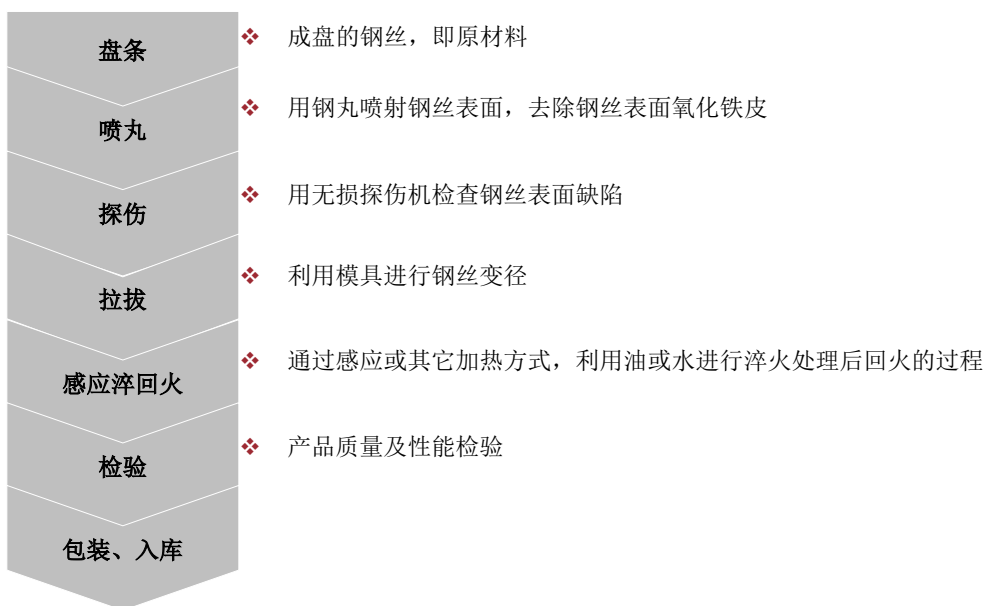 盘条
❖ 成盘的钢丝，即原材料
喷丸
❖ 用钢丸喷射钢丝表面，去除钢丝表面氧化铁皮
探伤
❖ 用无损探伤机检查钢丝表面缺陷
拉拔
❖ 利用模具进行钢丝变径
感应淬回火
❖ 通过感应或其它加热方式，利用油或水进行淬火处理后回火的过程
检验
❖ 产品质量及性能检验
包装、入库